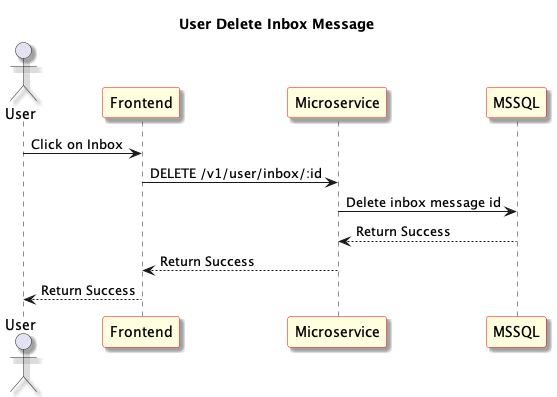 User Delete Inbox Message
User
Frontend
Microservice
MSSQL
Click on Inbox
DELETE /v1/user/inbox/:id
Delete inbox message id
Return Success
Return Success
Return Success
User
Frontend
Microservice
MSSQL